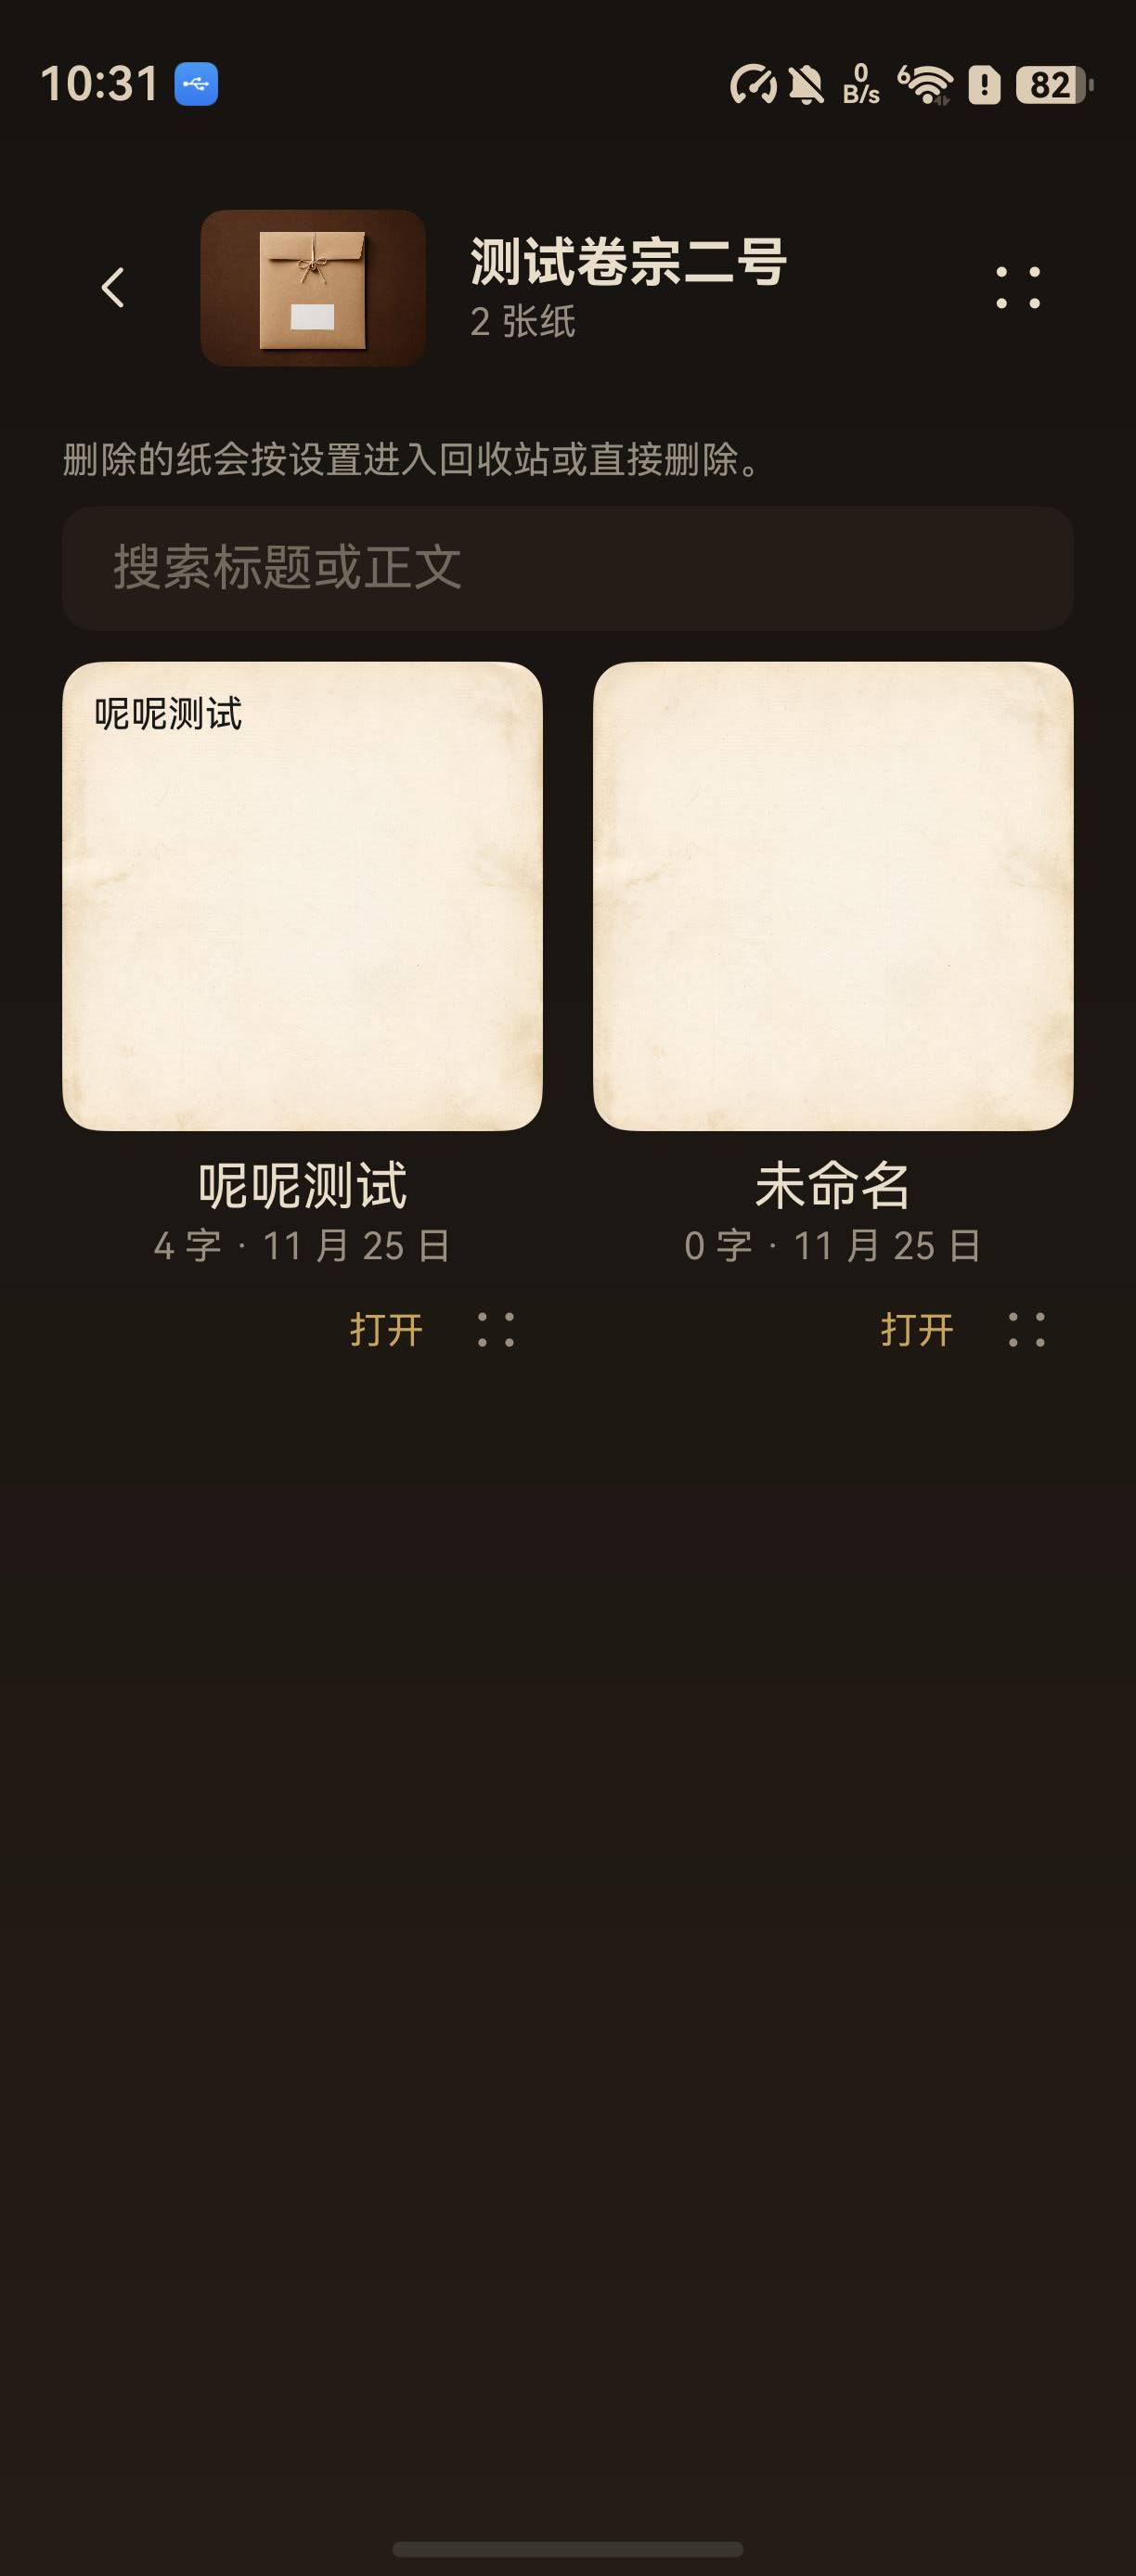 10:31
0
B/s
6
82
测试卷宗二号
2 张纸
删除的纸会按设置进入回收站或直接删除。
搜索标题或正文
呢呢测试
呢呢测试
未命名
4 字 · 11 月 25 日
0 字 · 11 月 25 日
打开
打开